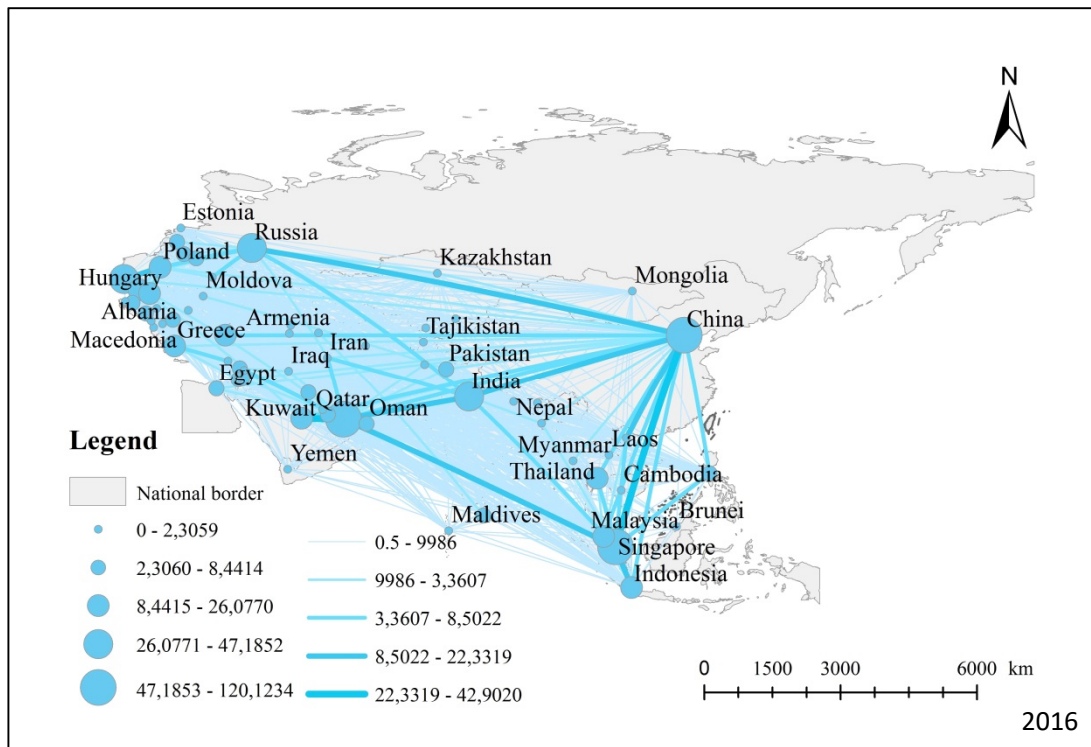 N
Estonia
Russia
Poland
Kazakhstan
Mongolia
Hungary
Moldova
Albania
Armenia
Tajikistan
China
Macedonia
Greece
Iran
Iraq
Pakistan
Egypt
India
Kuwait
Qatar
Oman
Nepal
Legend
Myanmar
Laos
Yemen
Thailand
Cambodia
National border
Maldives
Brunei
Malaysia
Singapore
Indonesia
0 - 2,3059
2,3060 - 8,4414
8,4415 - 26,0770
26,0771 - 47,1852
47,1853 - 120,1234
0.5 - 9986
9986 - 3,3607
3,3607 - 8,5022
8,5022 - 22,3319
22,3319 - 42,9020
0 1500 3000 6000 km
2016